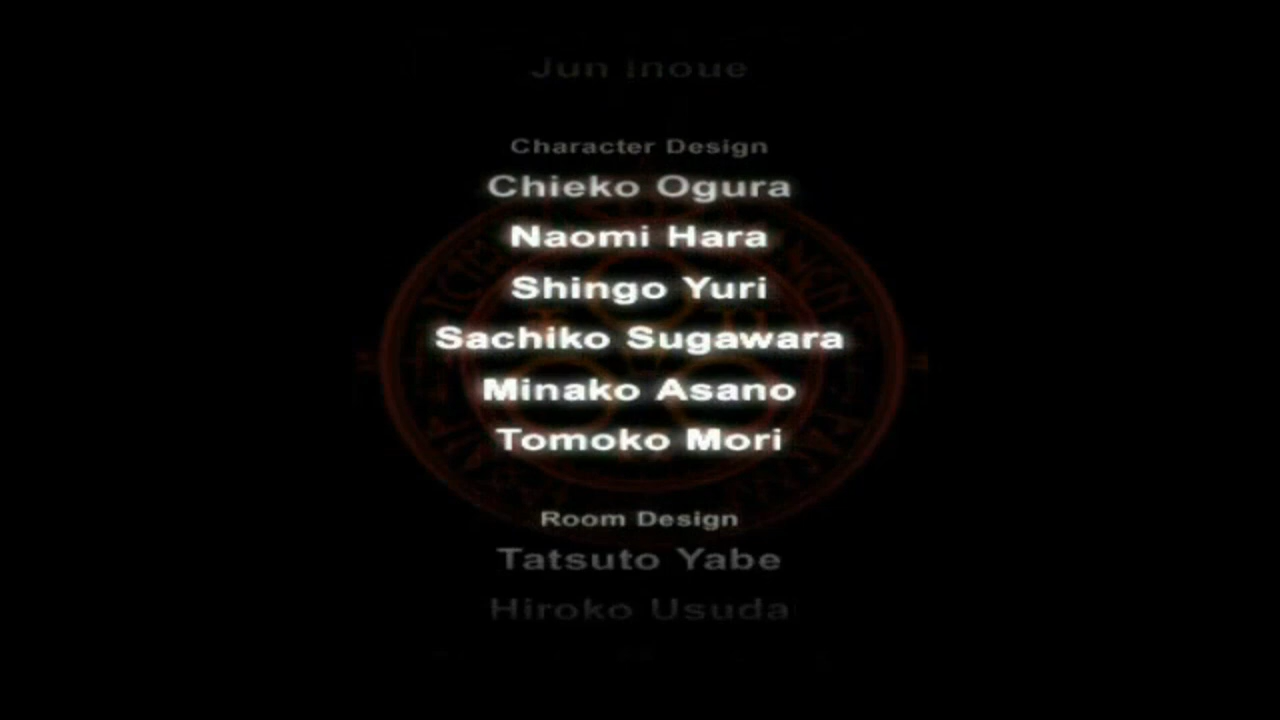 Jun Inoue
Character Design
Chieko Ogura
Naomi Hara
Shingo Yuri
Sachiko Sugawara
Minako Asano
Tomoko Mori
Room Design
Tatsuto Yabe
Hiroko Usuda